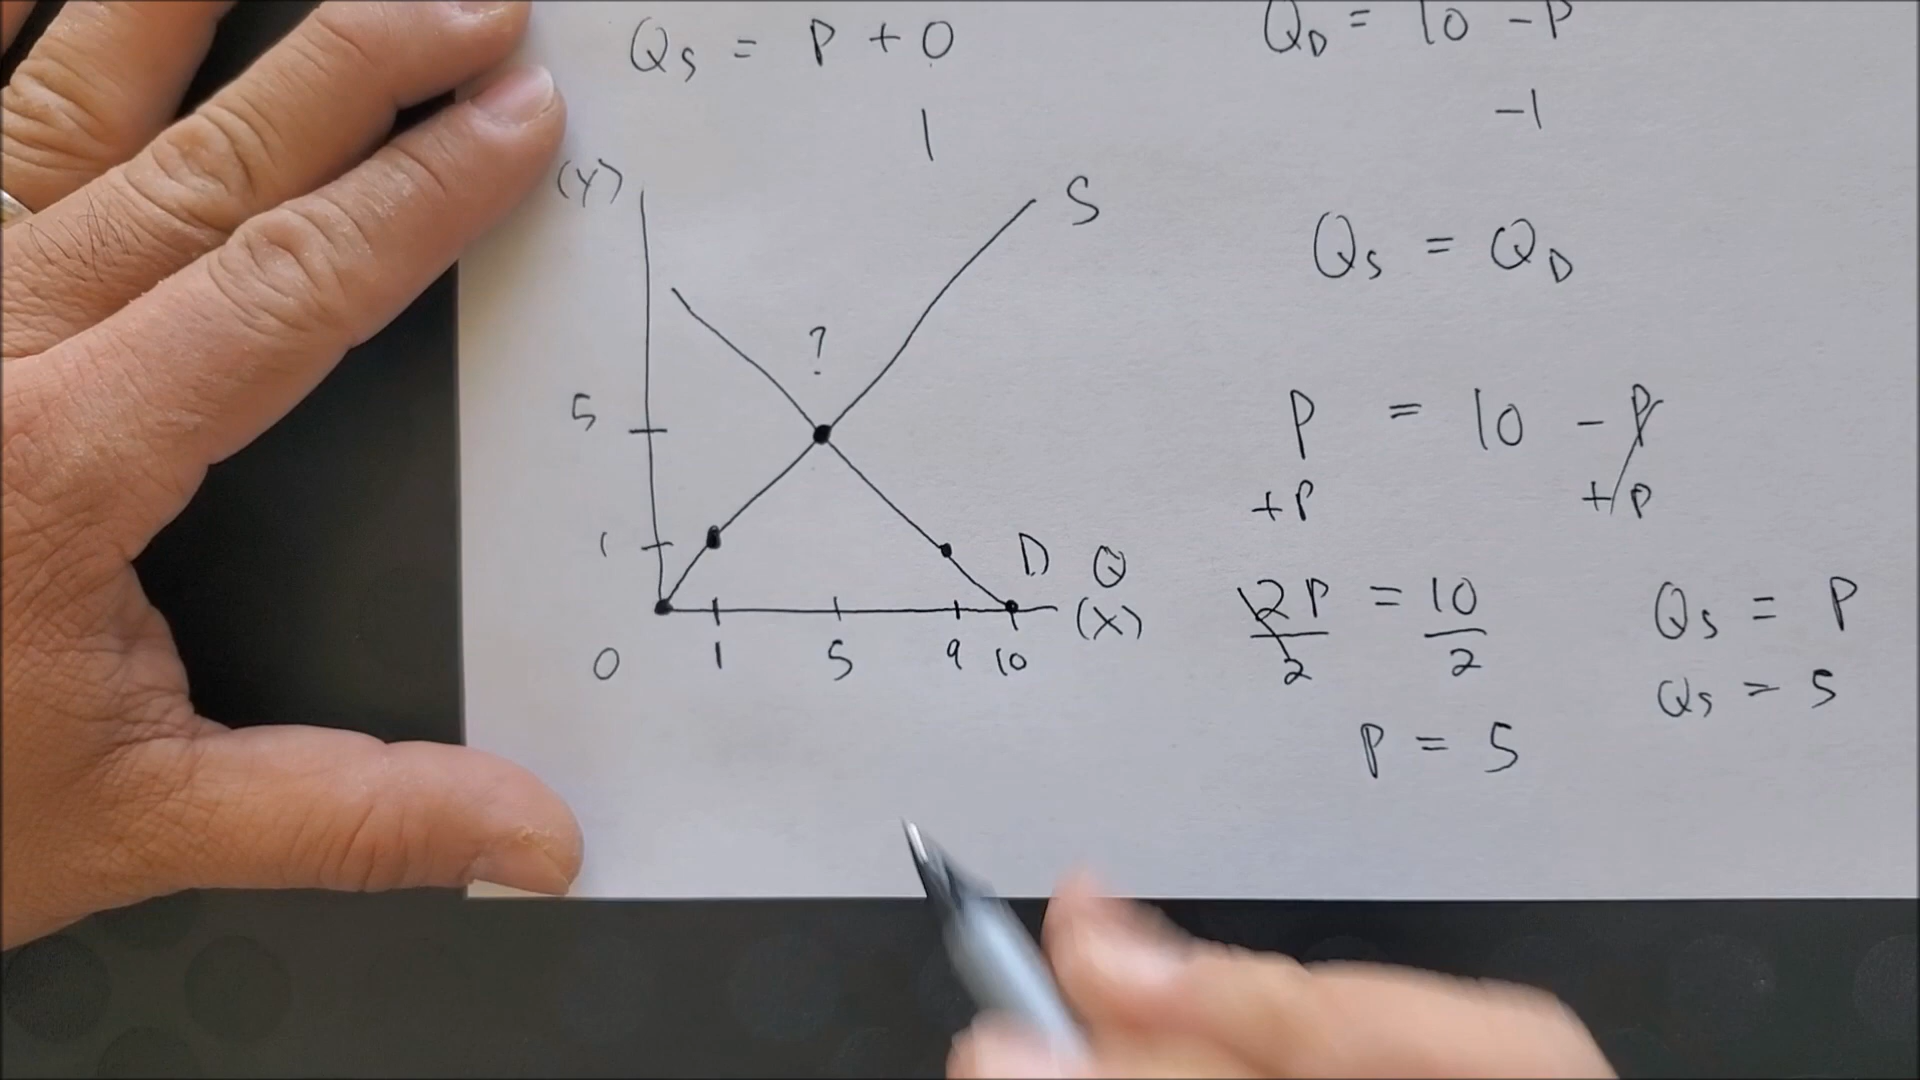 Qs = P + 0
1
(Y)
S
?
5
1
D Q
(X)
0 1 5 9 10
QD = 10 - P
-1
Qs = QD
P = 10 - P
+P +P
2P = 10
2 2
P = 5
Qs = P
Qs = 5